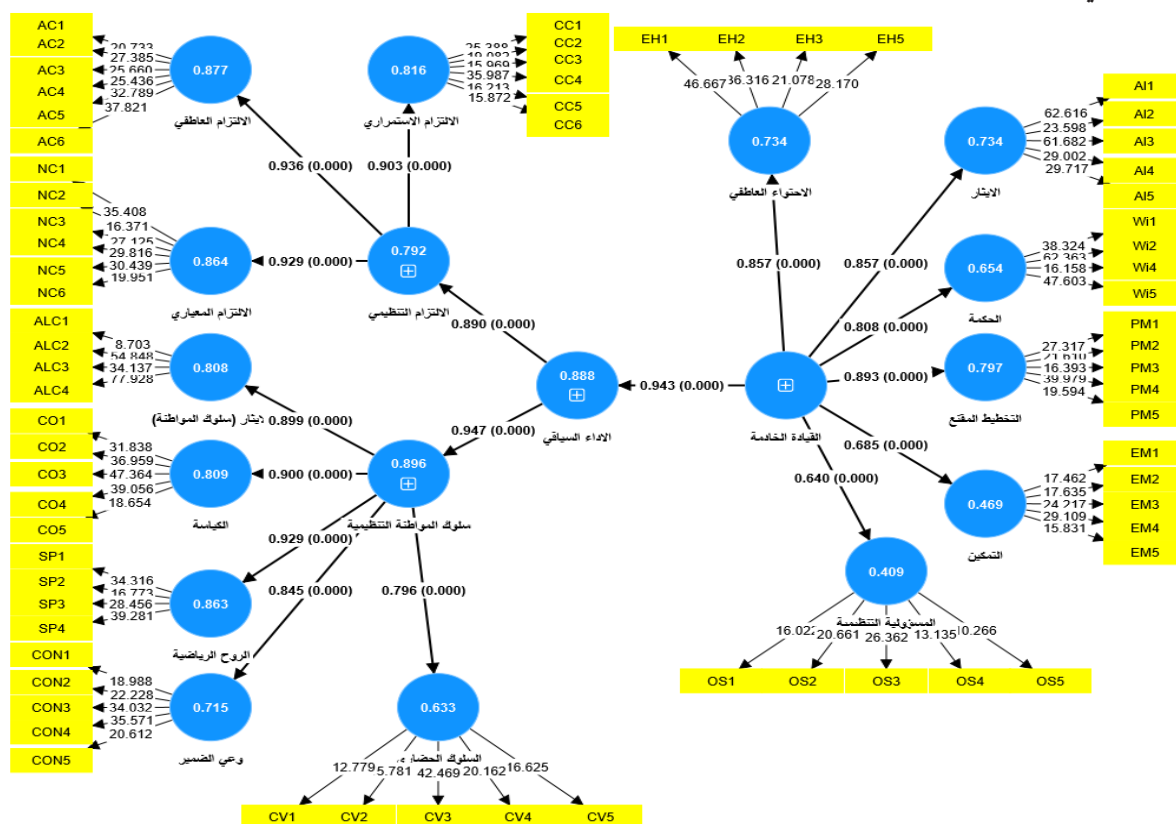 AC1
AC2
AC3
AC4
AC5
AC6
20.733
27.385
25.660
25.436
32.789
37.821
0.877
الالتزام العاطفي
0.816
الالتزام الاستمراري
25.388
19.082
15.969
35.987
16.213
15.872
CC1
CC2
CC3
CC4
CC5
CC6
EH1
EH2
EH3
EH5
46.667
36.316
21.078
28.170
0.734
الاحتواء العاطفي
0.734
الايثار
62.616
23.598
61.682
29.002
29.717
AI1
AI2
AI3
AI4
AI5
0.936 (0.000)
0.903 (0.000)
0.857 (0.000)
0.857 (0.000)
NC1
NC2
NC3
NC4
NC5
NC6
35.408
16.371
27.125
29.816
30.439
19.951
0.864
الالتزام المعياري
0.929 (0.000)
0.792
الالتزام التنظيمي
0.808 (0.000)
0.654
الحكمة
38.324
62.363
16.158
47.603
Wi1
Wi2
Wi4
Wi5
0.890 (0.000)
ALC1
ALC2
ALC3
ALC4
8.703
54.848
34.137
77.928
0.808
لايثار (سلوك المواطنة)
0.899 (0.000)
0.888
الاداء السياقي
0.943 (0.000)
القيادة الخادمة
0.893 (0.000)
0.797
التخطيط المقنع
27.317
21.610
16.393
39.979
19.594
PM1
PM2
PM3
PM4
PM5
0.947 (0.000)
0.685 (0.000)
0.640 (0.000)
CO1
CO2
CO3
CO4
CO5
31.838
36.959
47.364
39.056
18.654
0.809
الكياسة
0.900 (0.000)
0.896
سلوك المواطنة التنظيمية
0.469
التمكين
17.462
17.635
24.217
29.109
15.831
EM1
EM2
EM3
EM4
EM5
0.929 (0.000)
0.845 (0.000)
0.796 (0.000)
SP1
SP2
SP3
SP4
34.316
16.773
28.456
39.281
0.863
الروح الرياضية
0.409
المسؤولية التنظيمية
20.661
26.362
13.135
OS1
OS2
OS3
OS4
OS5
CON1
CON2
CON3
CON4
CON5
18.988
22.228
34.032
35.571
20.612
0.715
وعي الضمير
0.633
السلوك
12.779
5.781
42.469
20.162
16.625
CV1
CV2
CV3
CV4
CV5